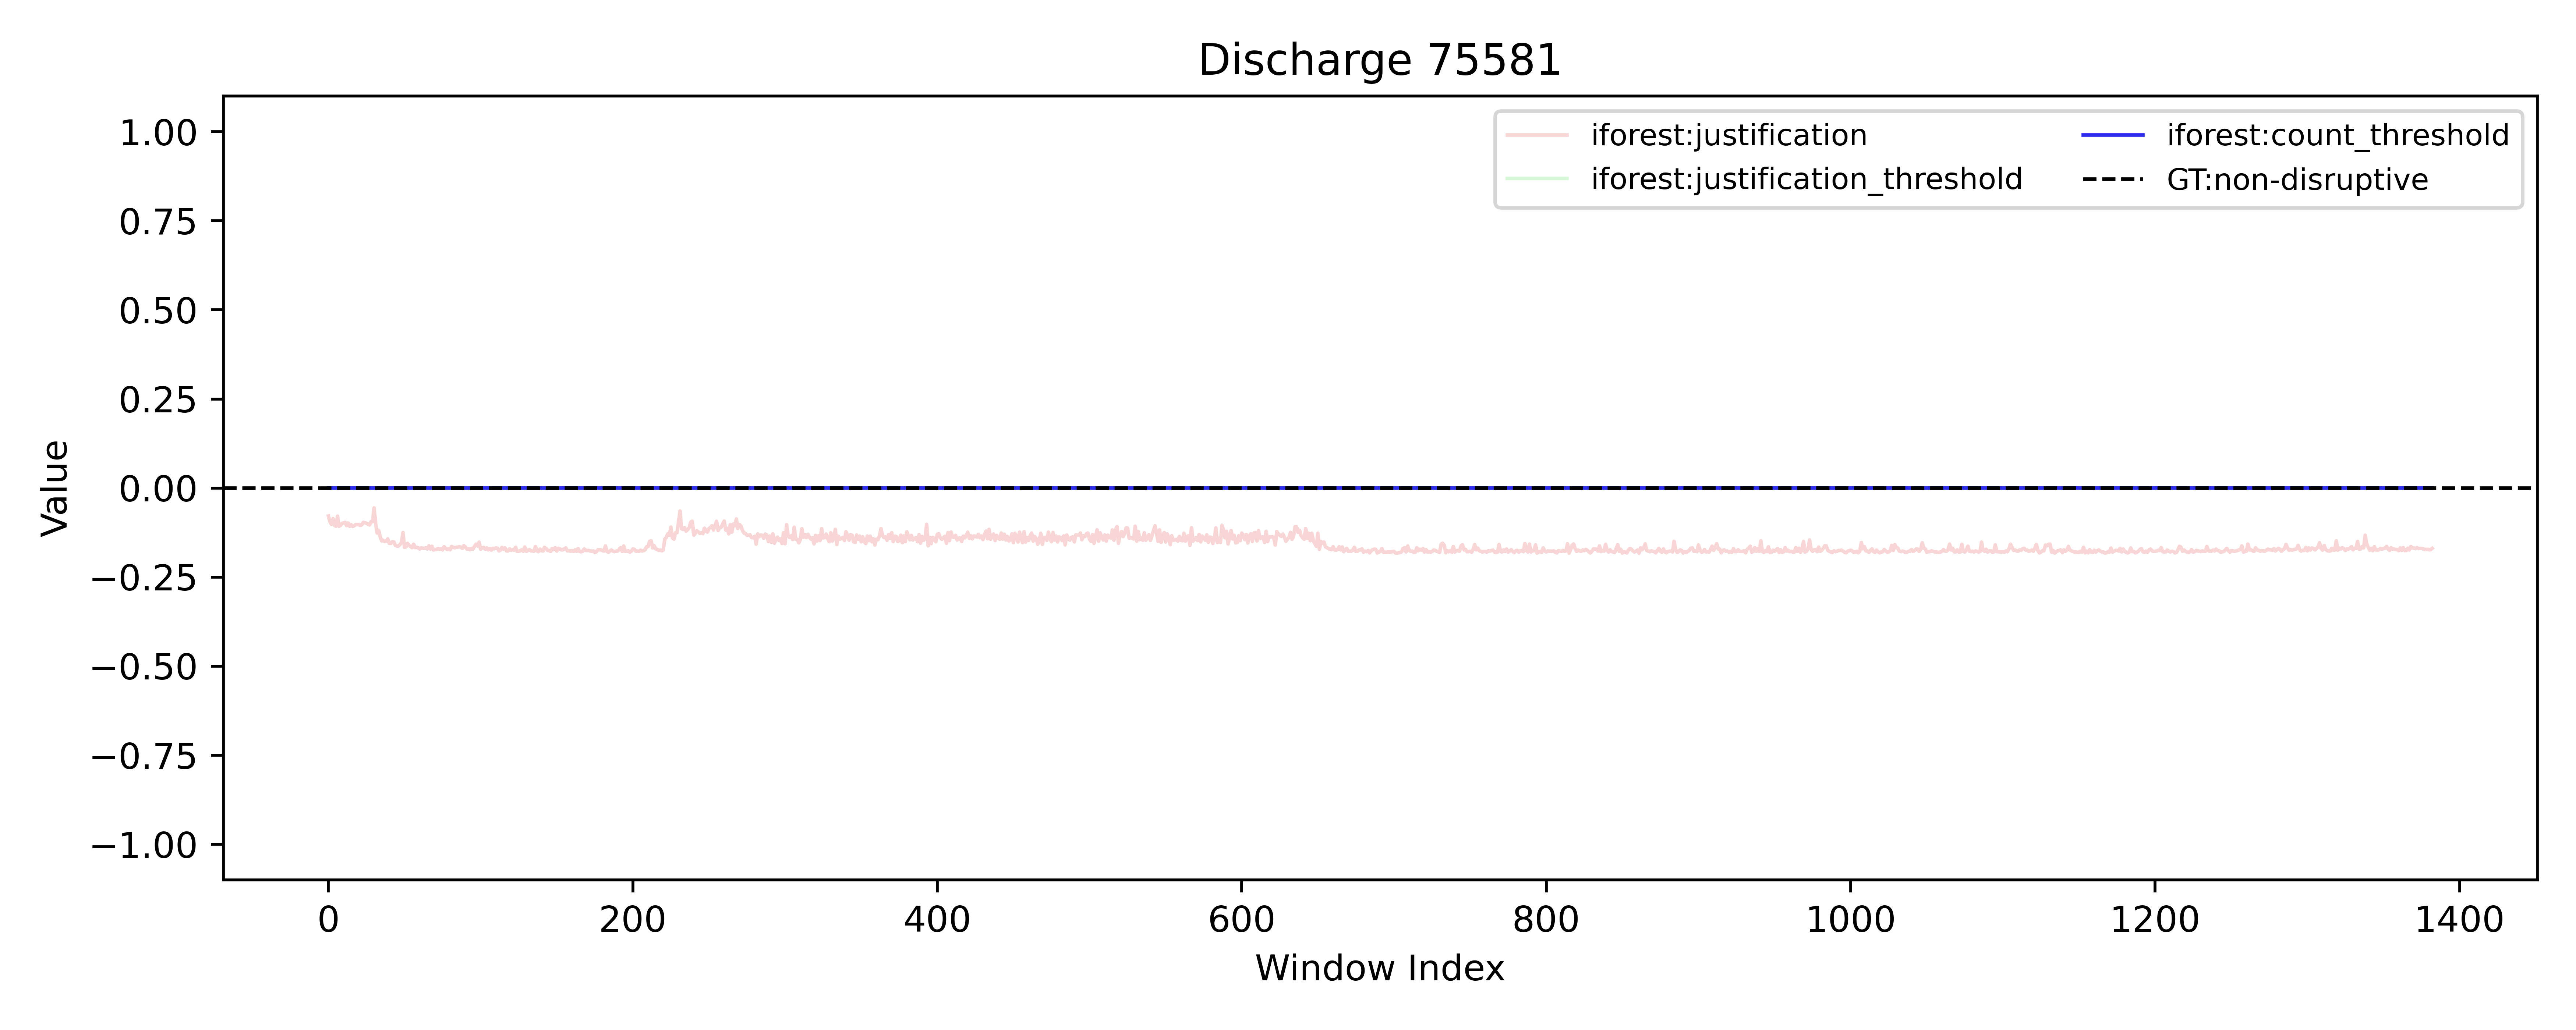 Discharge 75581
iforest:justification
iforest:justification_threshold
iforest:count_threshold
GT:non-disruptive
Value
1.00
0.75
0.50
0.25
0.00
−0.25
−0.50
−0.75
−1.00
0 200 400 600 800 1000 1200 1400
Window Index